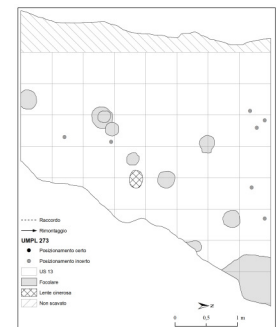 Raccordo
Rimontaggio
UMPL 273
Posizionamento certo
Posizionamento incerto
US 13
Focolare
Lente cinerosa
Non scavato
N
0 0,5 1 m